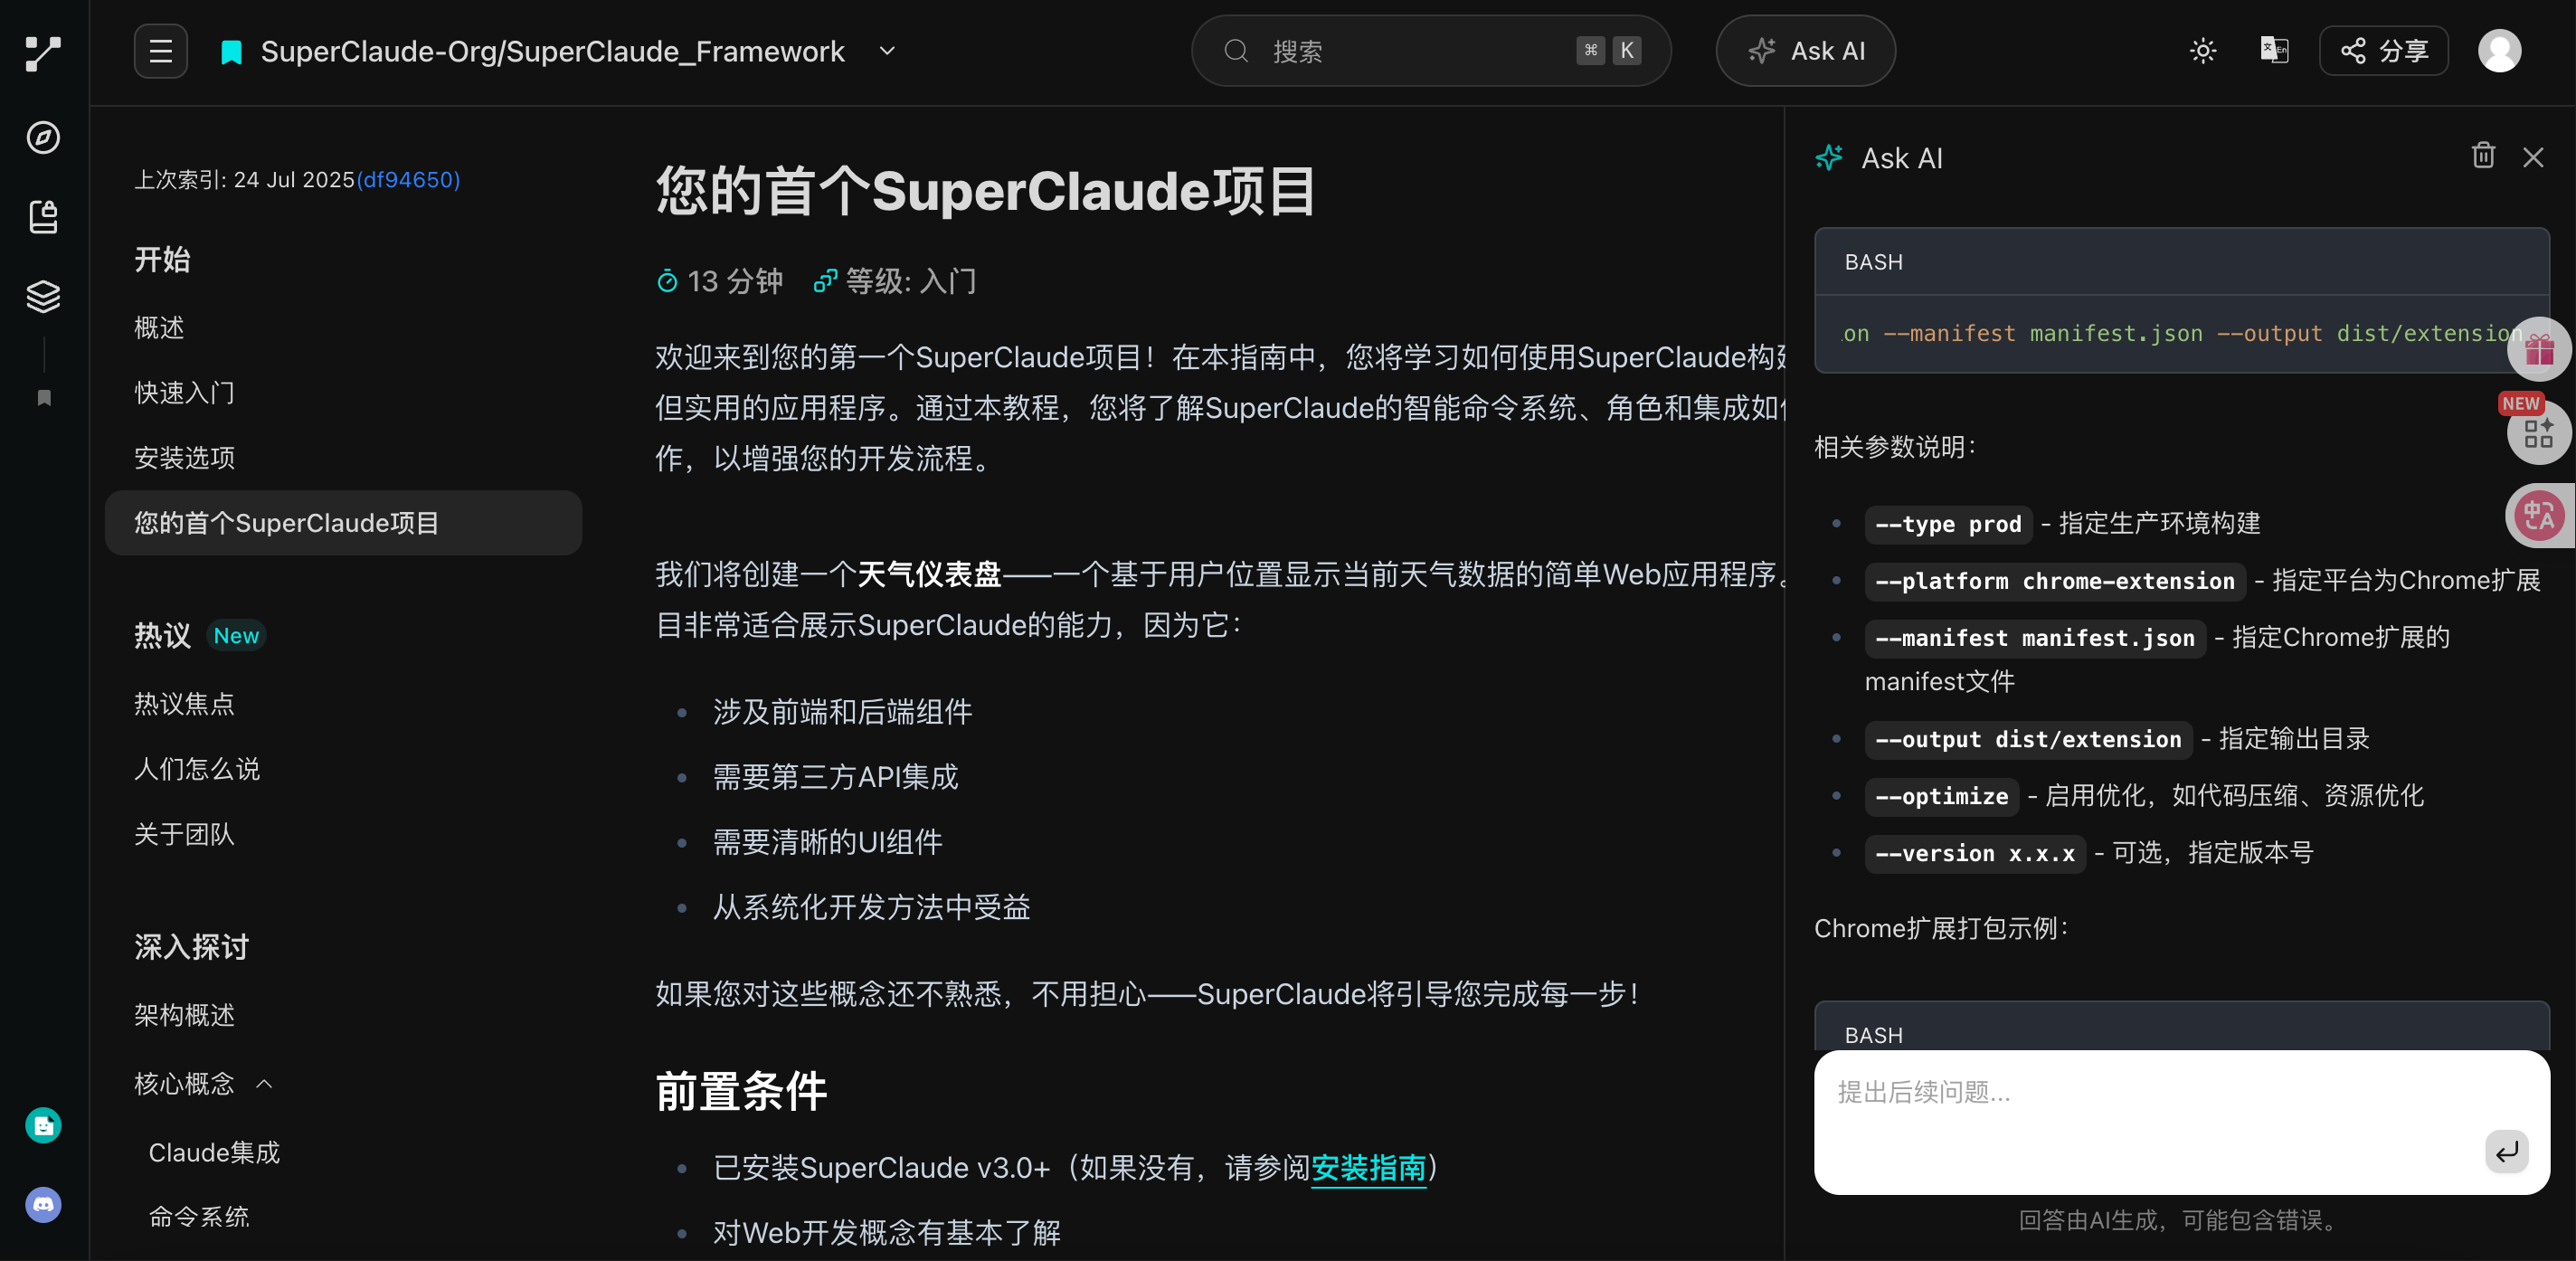 SuperClaude-Org/SuperClaude_Framework
搜索
⌘ K
Ask AI
分享
上次索引: 24 Jul 2025(df94650)
开始
概述
快速入门
安装选项
您的首个SuperClaude项目
热议 New
热议焦点
人们怎么说
关于团队
深入探讨
架构概述
核心概念
Claude集成
命令系统
您的首个SuperClaude项目
13 分钟 等级: 入门
欢迎来到您的第一个SuperClaude项目！在本指南中，您将学习如何使用SuperClaude构建
但实用的应用程序。通过本教程，您将了解SuperClaude的智能命令系统、角色和集成如
作，以增强您的开发流程。
我们将创建一个天气仪表盘——一个基于用户位置显示当前天气数据的简单Web应用程序。
目非常适合展示SuperClaude的能力，因为它：
涉及前端和后端组件
需要第三方API集成
需要清晰的UI组件
从系统化开发方法中受益
如果您对这些概念还不熟悉，不用担心——SuperClaude将引导您完成每一步！
前置条件
已安装SuperClaude v3.0+（如果没有，请参阅安装指南）
对Web开发概念有基本了解
Ask AI
BASH
on --manifest manifest.json --output dist/extension
NEW
相关参数说明：
--type prod - 指定生产环境构建
--platform chrome-extension - 指定平台为Chrome扩展
--manifest manifest.json - 指定Chrome扩展的
manifest文件
--output dist/extension - 指定输出目录
--optimize - 启用优化，如代码压缩、资源优化
--version x.x.x - 可选，指定版本号
Chrome扩展打包示例：
BASH
提出后续问题...
回答由AI生成，可能包含错误。